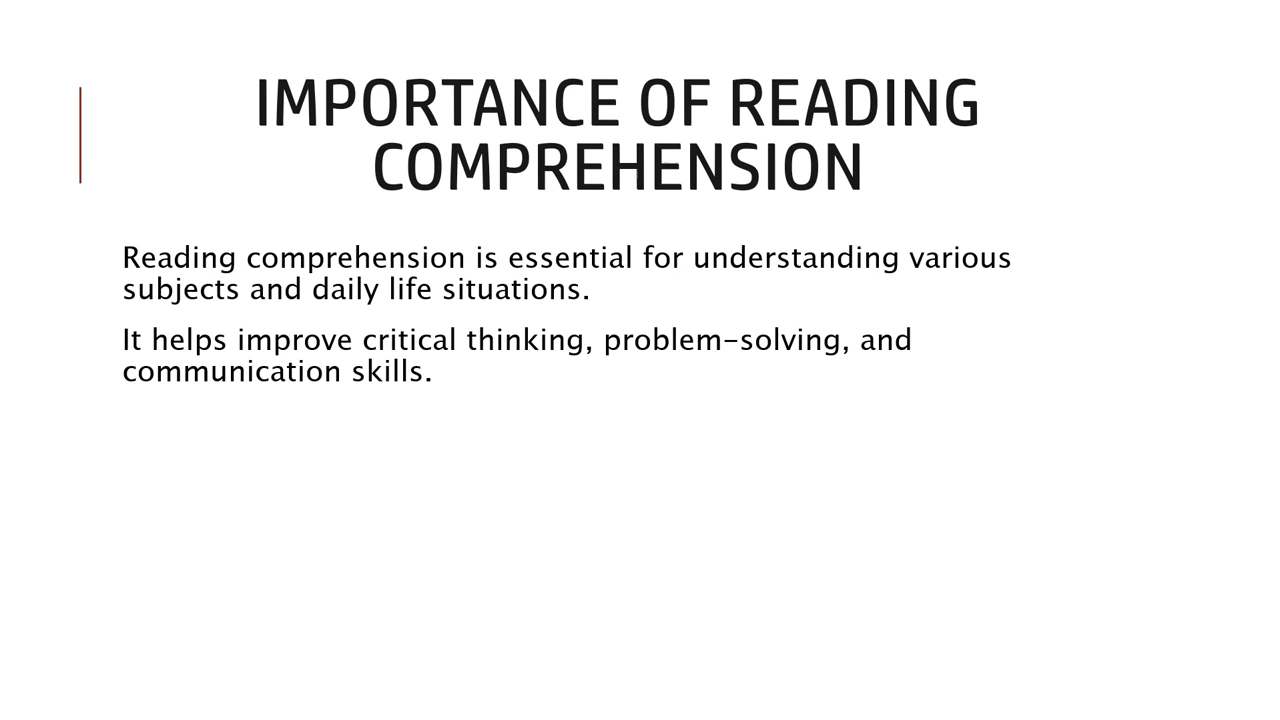 IMPORTANCE OF READING
COMPREHENSION
Reading comprehension is essential for understanding various
subjects and daily life situations.
It helps improve critical thinking, problem-solving, and
communication skills.